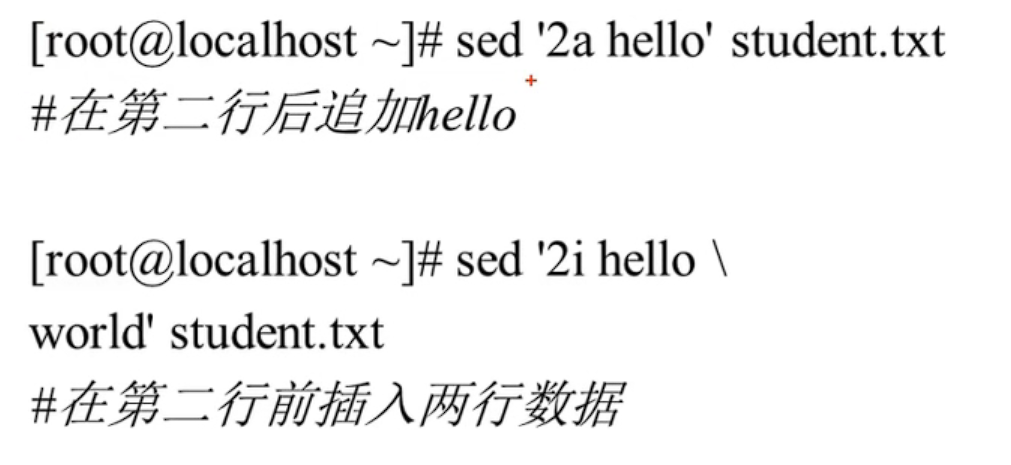 [root@localhost ~]# sed '2a hello' student.txt
#在第二行后追加hello
[root@localhost ~]# sed '2i hello \
world' student.txt
#在第二行前插入两行数据